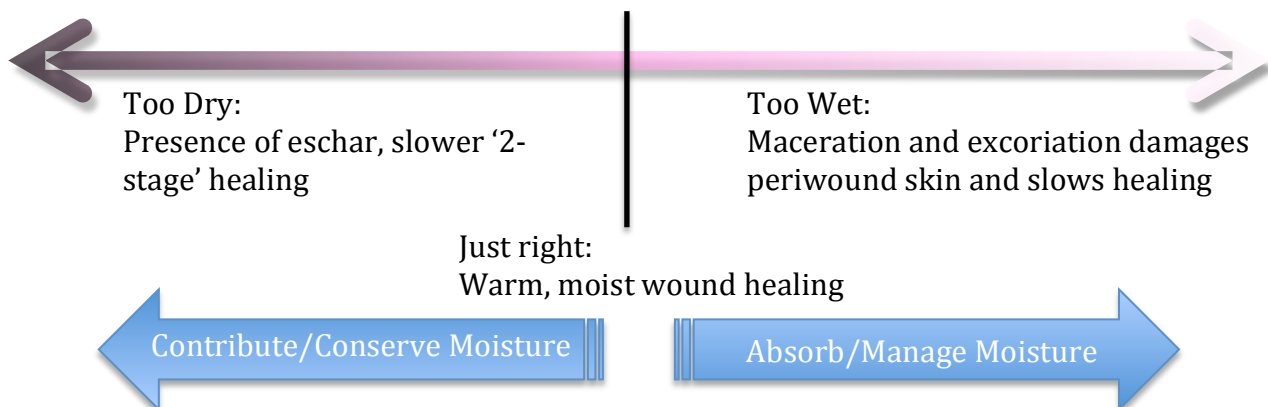 Too Dry:
Presence of eschar, slower ‘2-
stage’ healing
Too Wet:
Maceration and excoriation damages
periwound skin and slows healing
Just right:
Warm, moist wound healing
Contribute/Conserve Moisture
Absorb/Manage Moisture